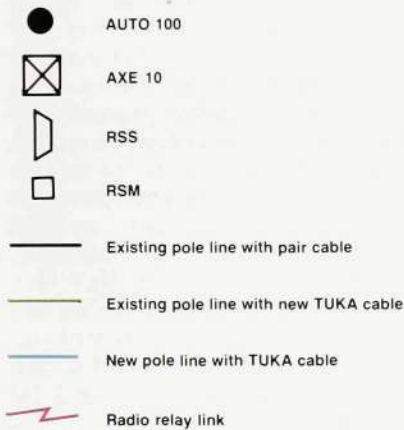 AUTO 100
AXE 10
RSS
RSM
Existing pole line with pair cable
Existing pole line with new TUKA cable
New pole line with TUKA cable
Radio relay link